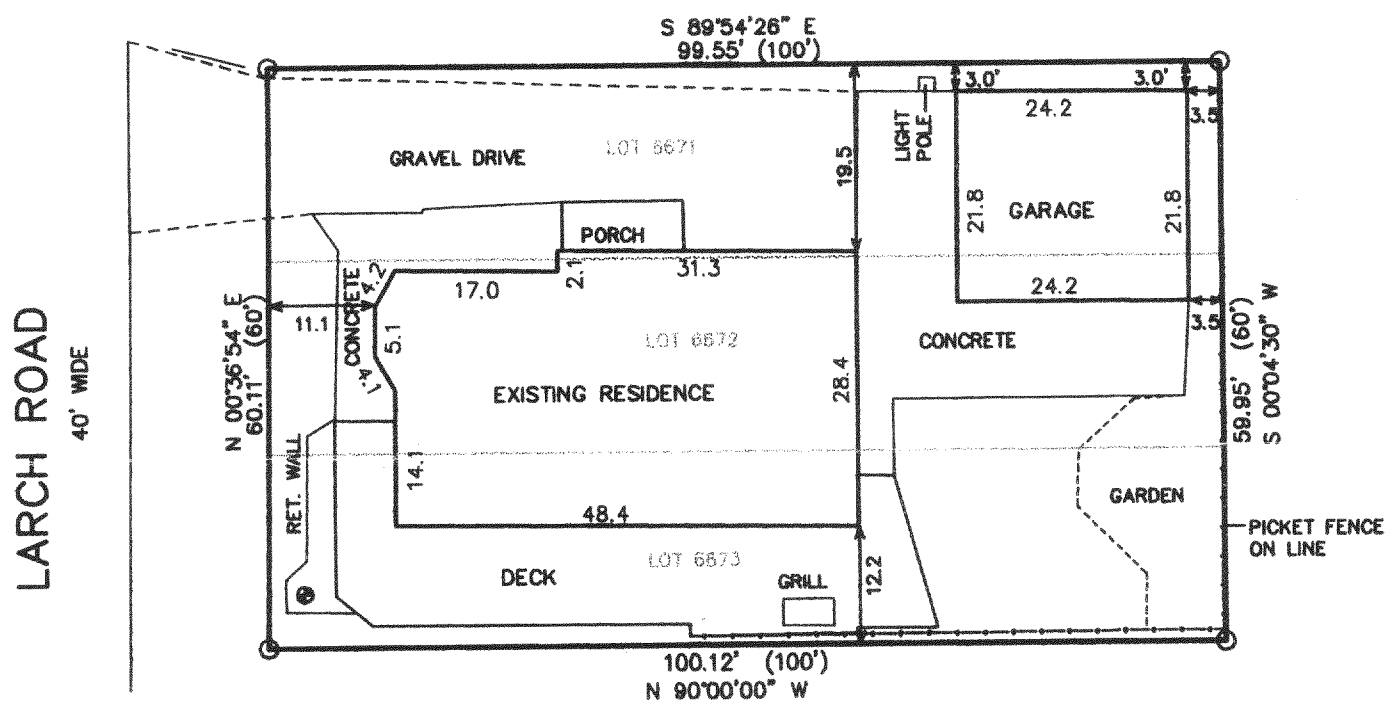 S 89°54'26" E
99.55' (100')
3.0'
3.0'
24.2
3.5
LIGHT
POLE
GRAVEL DRIVE
LOT 6671
19.5
21.8
GARAGE
21.8
PORCH
31.3
2.1
17.0
4.2
CONCRETE
11.1
5.1
4.1
24.2
3.5
LOT 6672
CONCRETE
EXISTING RESIDENCE
28.4
LARCH ROAD
40' WIDE
N 00°36'54" E
60.11' (60')
59.95' (60')
S 00°04'30" W
RET. WALL
14.1
48.4
GARDEN
PICKET FENCE
ON LINE
DECK
LOT 6673
GRILL
12.2
100.12' (100')
N 90°00'00" W